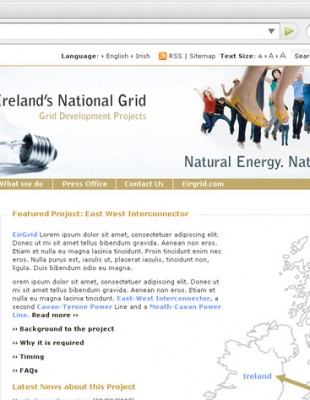 Language: › English › Irish RSS | Sitemap Text Size: A › A › A Sear
Ireland's National Grid
Grid Development Projects
Natural Energy. Nat
What we do | Press Office | Contact Us | Eirgrid.com
Featured Project: East West Interconnector
EirGrid Lorem ipsum dolor sit amet, consectetuer adipiscing elit.
Donec ut mi sit amet tellus bibendum gravida. Aenean non eros.
Etiam et nulla eu magna lacinia tincidunt. Proin tincidunt enim nec
eros. Nulla purus est, iaculis ut, placerat iaculis, tincidunt non,
ligula. Duis bibendum odio eu magna.
orem ipsum dolor sit amet, consectetuer adipiscing elit. Donec ut
mi sit amet tellus bibendum gravida. Aenean non eros. Etiam et
nulla eu magna lacinia tincidunt. East-West Interconnector, a
second Cavan-Tyrone Power Line and a Meath-Cavan Power
Line. Read more ››
›› Background to the project
›› Why it is required
›› Timing
›› FAQs
Ireland
Latest News about this Project